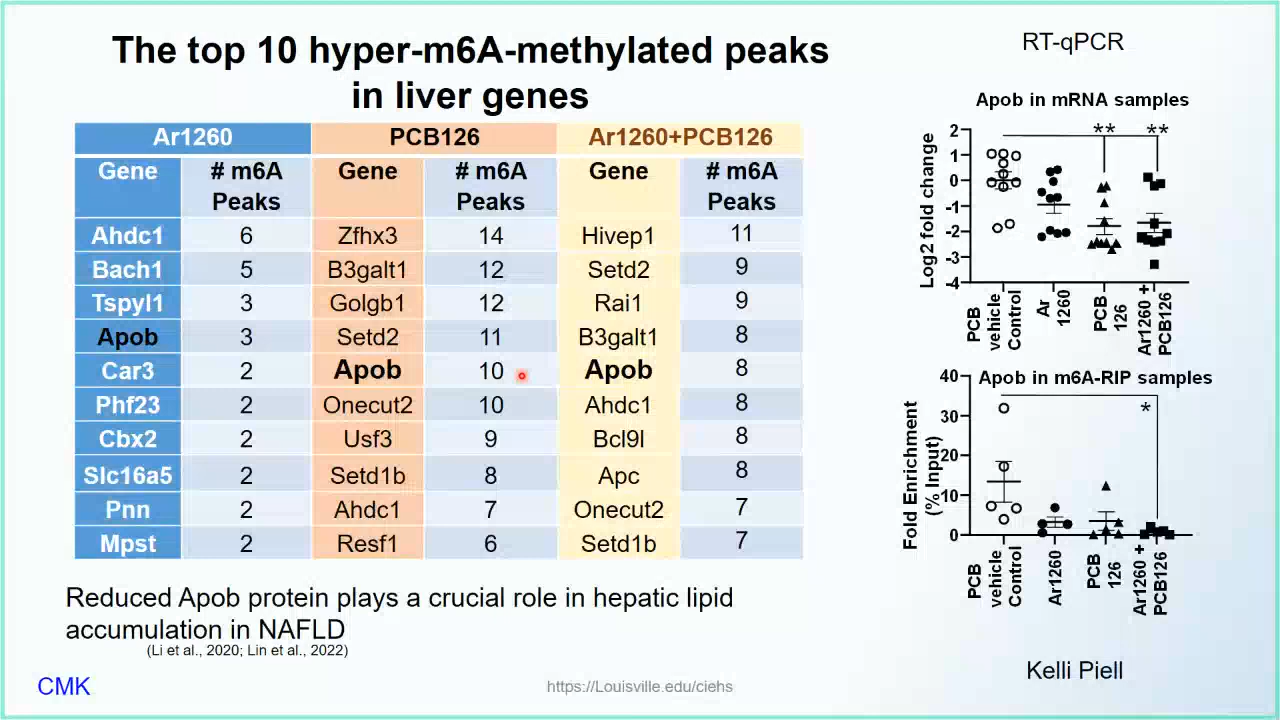 The top 10 hyper-m6A-methylated peaks
in liver genes
Ar1260 PCB126 Ar1260+PCB126
Gene # m6A Peaks Gene # m6A Peaks Gene # m6A Peaks
Ahdc1 6 Zfhx3 14 Hivep1 11
Bach1 5 B3galt1 12 Setd2 9
Tspyl1 3 Golgb1 12 Rai1 9
Apob 3 Setd2 11 B3galt1 8
Car3 2 Apob 10 Apob 8
Phf23 2 Onecut2 10 Ahdc1 8
Cbx2 2 Usf3 9 Bcl9l 8
Slc16a5 2 Setd1b 8 Apc 8
Pnn 2 Ahdc1 7 Onecut2 7
Mpst 2 Resf1 6 Setd1b 7
Reduced Apob protein plays a crucial role in hepatic lipid
accumulation in NAFLD
(Li et al., 2020; Lin et al., 2022)
CMK
https://Louisville.edu/ciehs
RT-qPCR
Apob in mRNA samples
Log2 fold change
2
1
0
-1
-2
-3
-4
** **
PCB vehicle Control
Ar 1260
PCB 126
Ar1260 + PCB126
Apob in m6A-RIP samples
Fold Enrichment
(% Input)
40
30
20
10
0
*
PCB vehicle Control
Ar1260
PCB 126
Ar1260 + PCB126
Kelli Piell